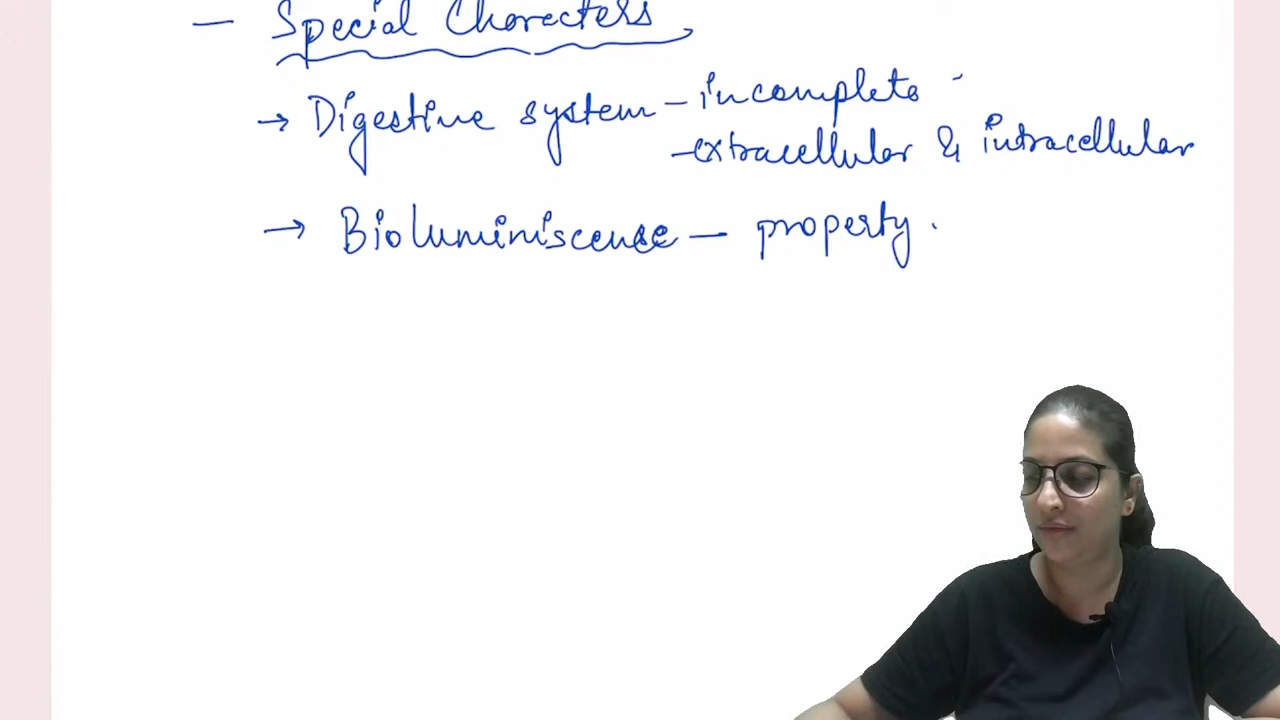 — Special Characters
→ Digestive system – incomplete
– extracellular & intracellular
→ Bioluminiscense – property.